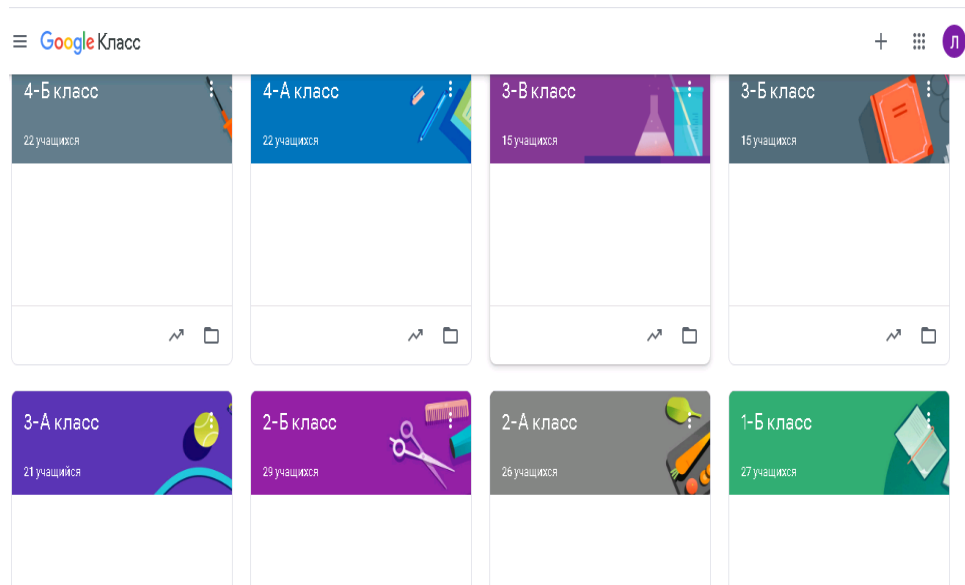 Google Класс
Л
4-Б класс
22 учащихся
4-А класс
22 учащихся
3-В класс
15 учащихся
3-Б класс
15 учащихся
3-А класс
21 учащийся
2-Б класс
29 учащихся
2-А класс
26 учащихся
1-Б класс
27 учащихся